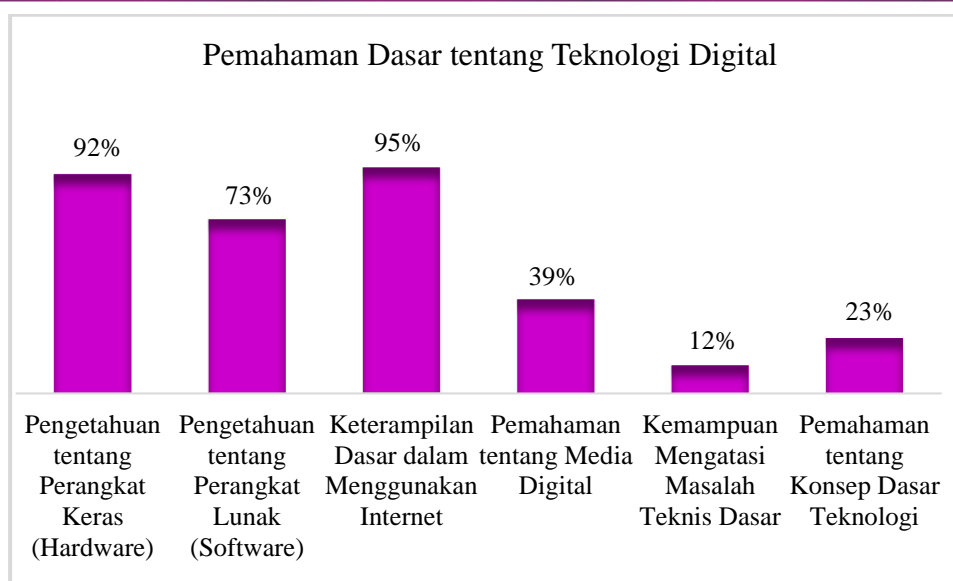 Pemahaman Dasar tentang Teknologi Digital
92%
73%
95%
39%
12%
23%
Pengetahuan
tentang
Perangkat
Keras
(Hardware)
Pengetahuan
tentang
Perangkat
Lunak
(Software)
Keterampilan
Dasar dalam
Menggunakan
Internet
Pemahaman
tentang Media
Digital
Kemampuan
Mengatasi
Masalah
Teknis Dasar
Pemahaman
tentang
Konsep Dasar
Teknologi